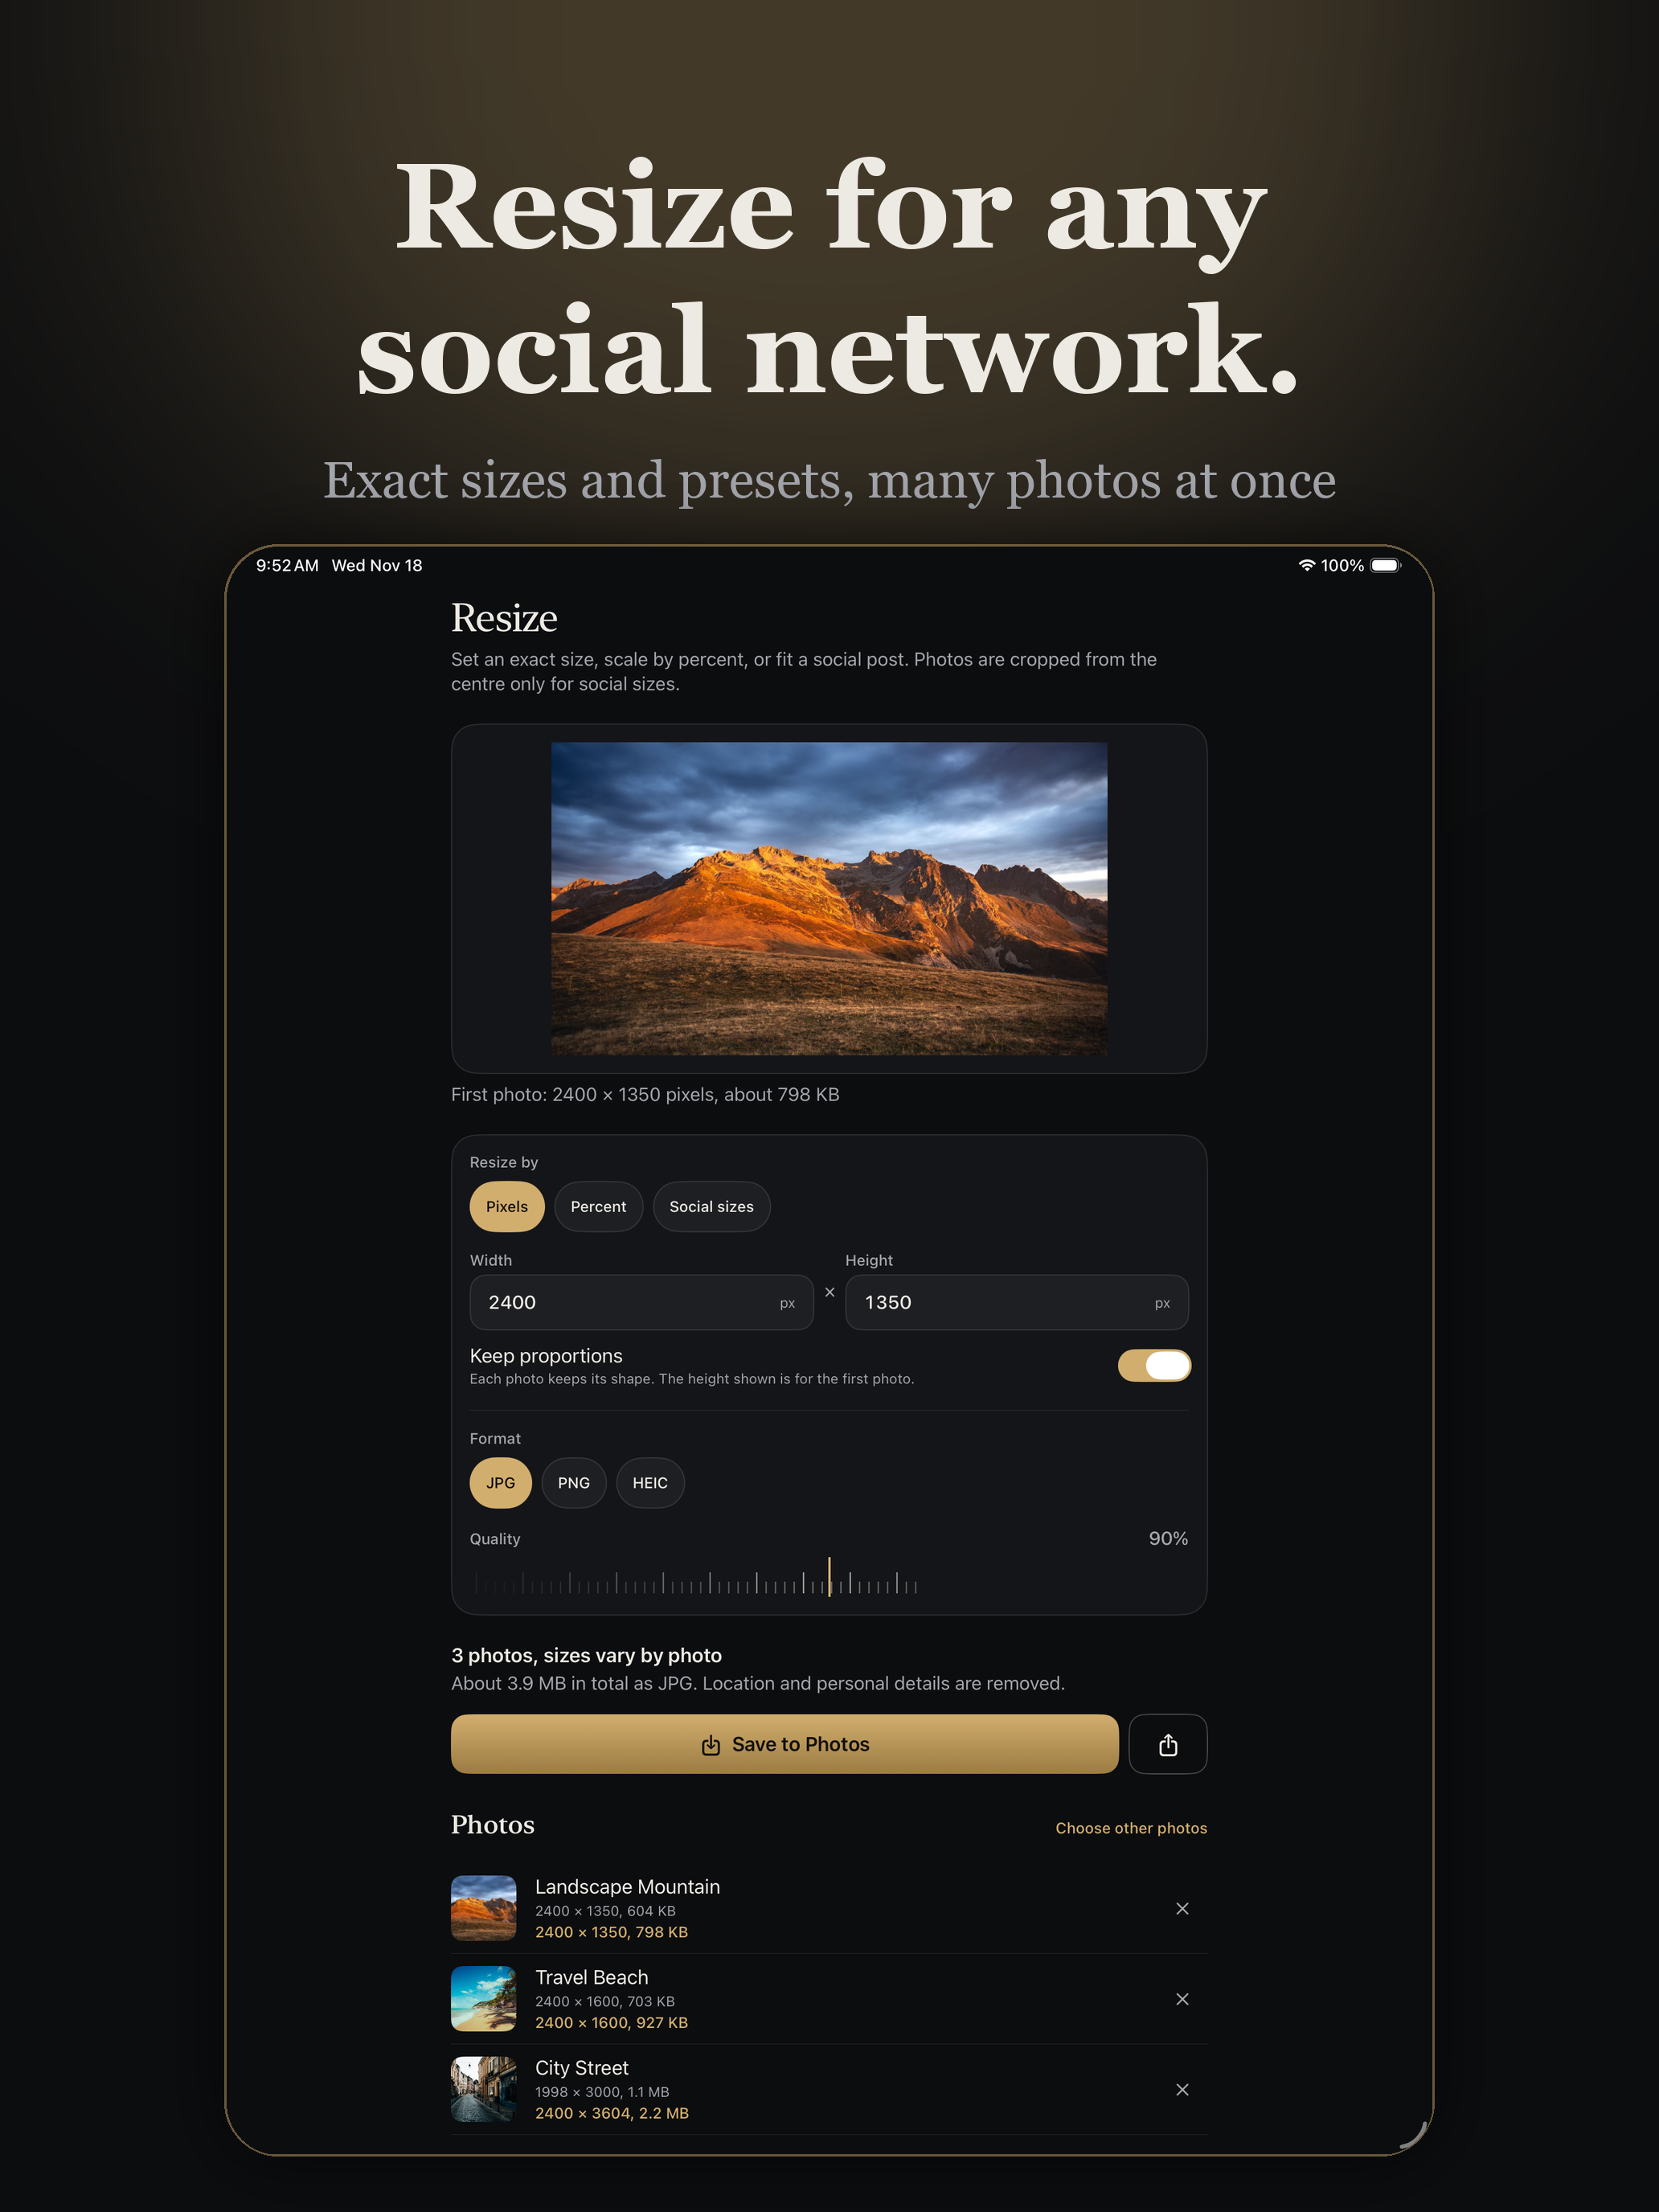 Resize for any
social network.
Exact sizes and presets, many photos at once
9:52 AM Wed Nov 18
100%
Resize
Set an exact size, scale by percent, or fit a social post. Photos are cropped from the
centre only for social sizes.
First photo: 2400 × 1350 pixels, about 798 KB
Resize by
Pixels Percent Social sizes
Width Height
2400 px × 1350 px
Keep proportions
Each photo keeps its shape. The height shown is for the first photo.
Format
JPG PNG HEIC
Quality 90%
3 photos, sizes vary by photo
About 3.9 MB in total as JPG. Location and personal details are removed.
Save to Photos
Photos Choose other photos
Landscape Mountain
2400 × 1350, 604 KB
2400 × 1350, 798 KB
Travel Beach
2400 × 1600, 703 KB
2400 × 1600, 927 KB
City Street
1998 × 3000, 1.1 MB
2400 × 3604, 2.2 MB